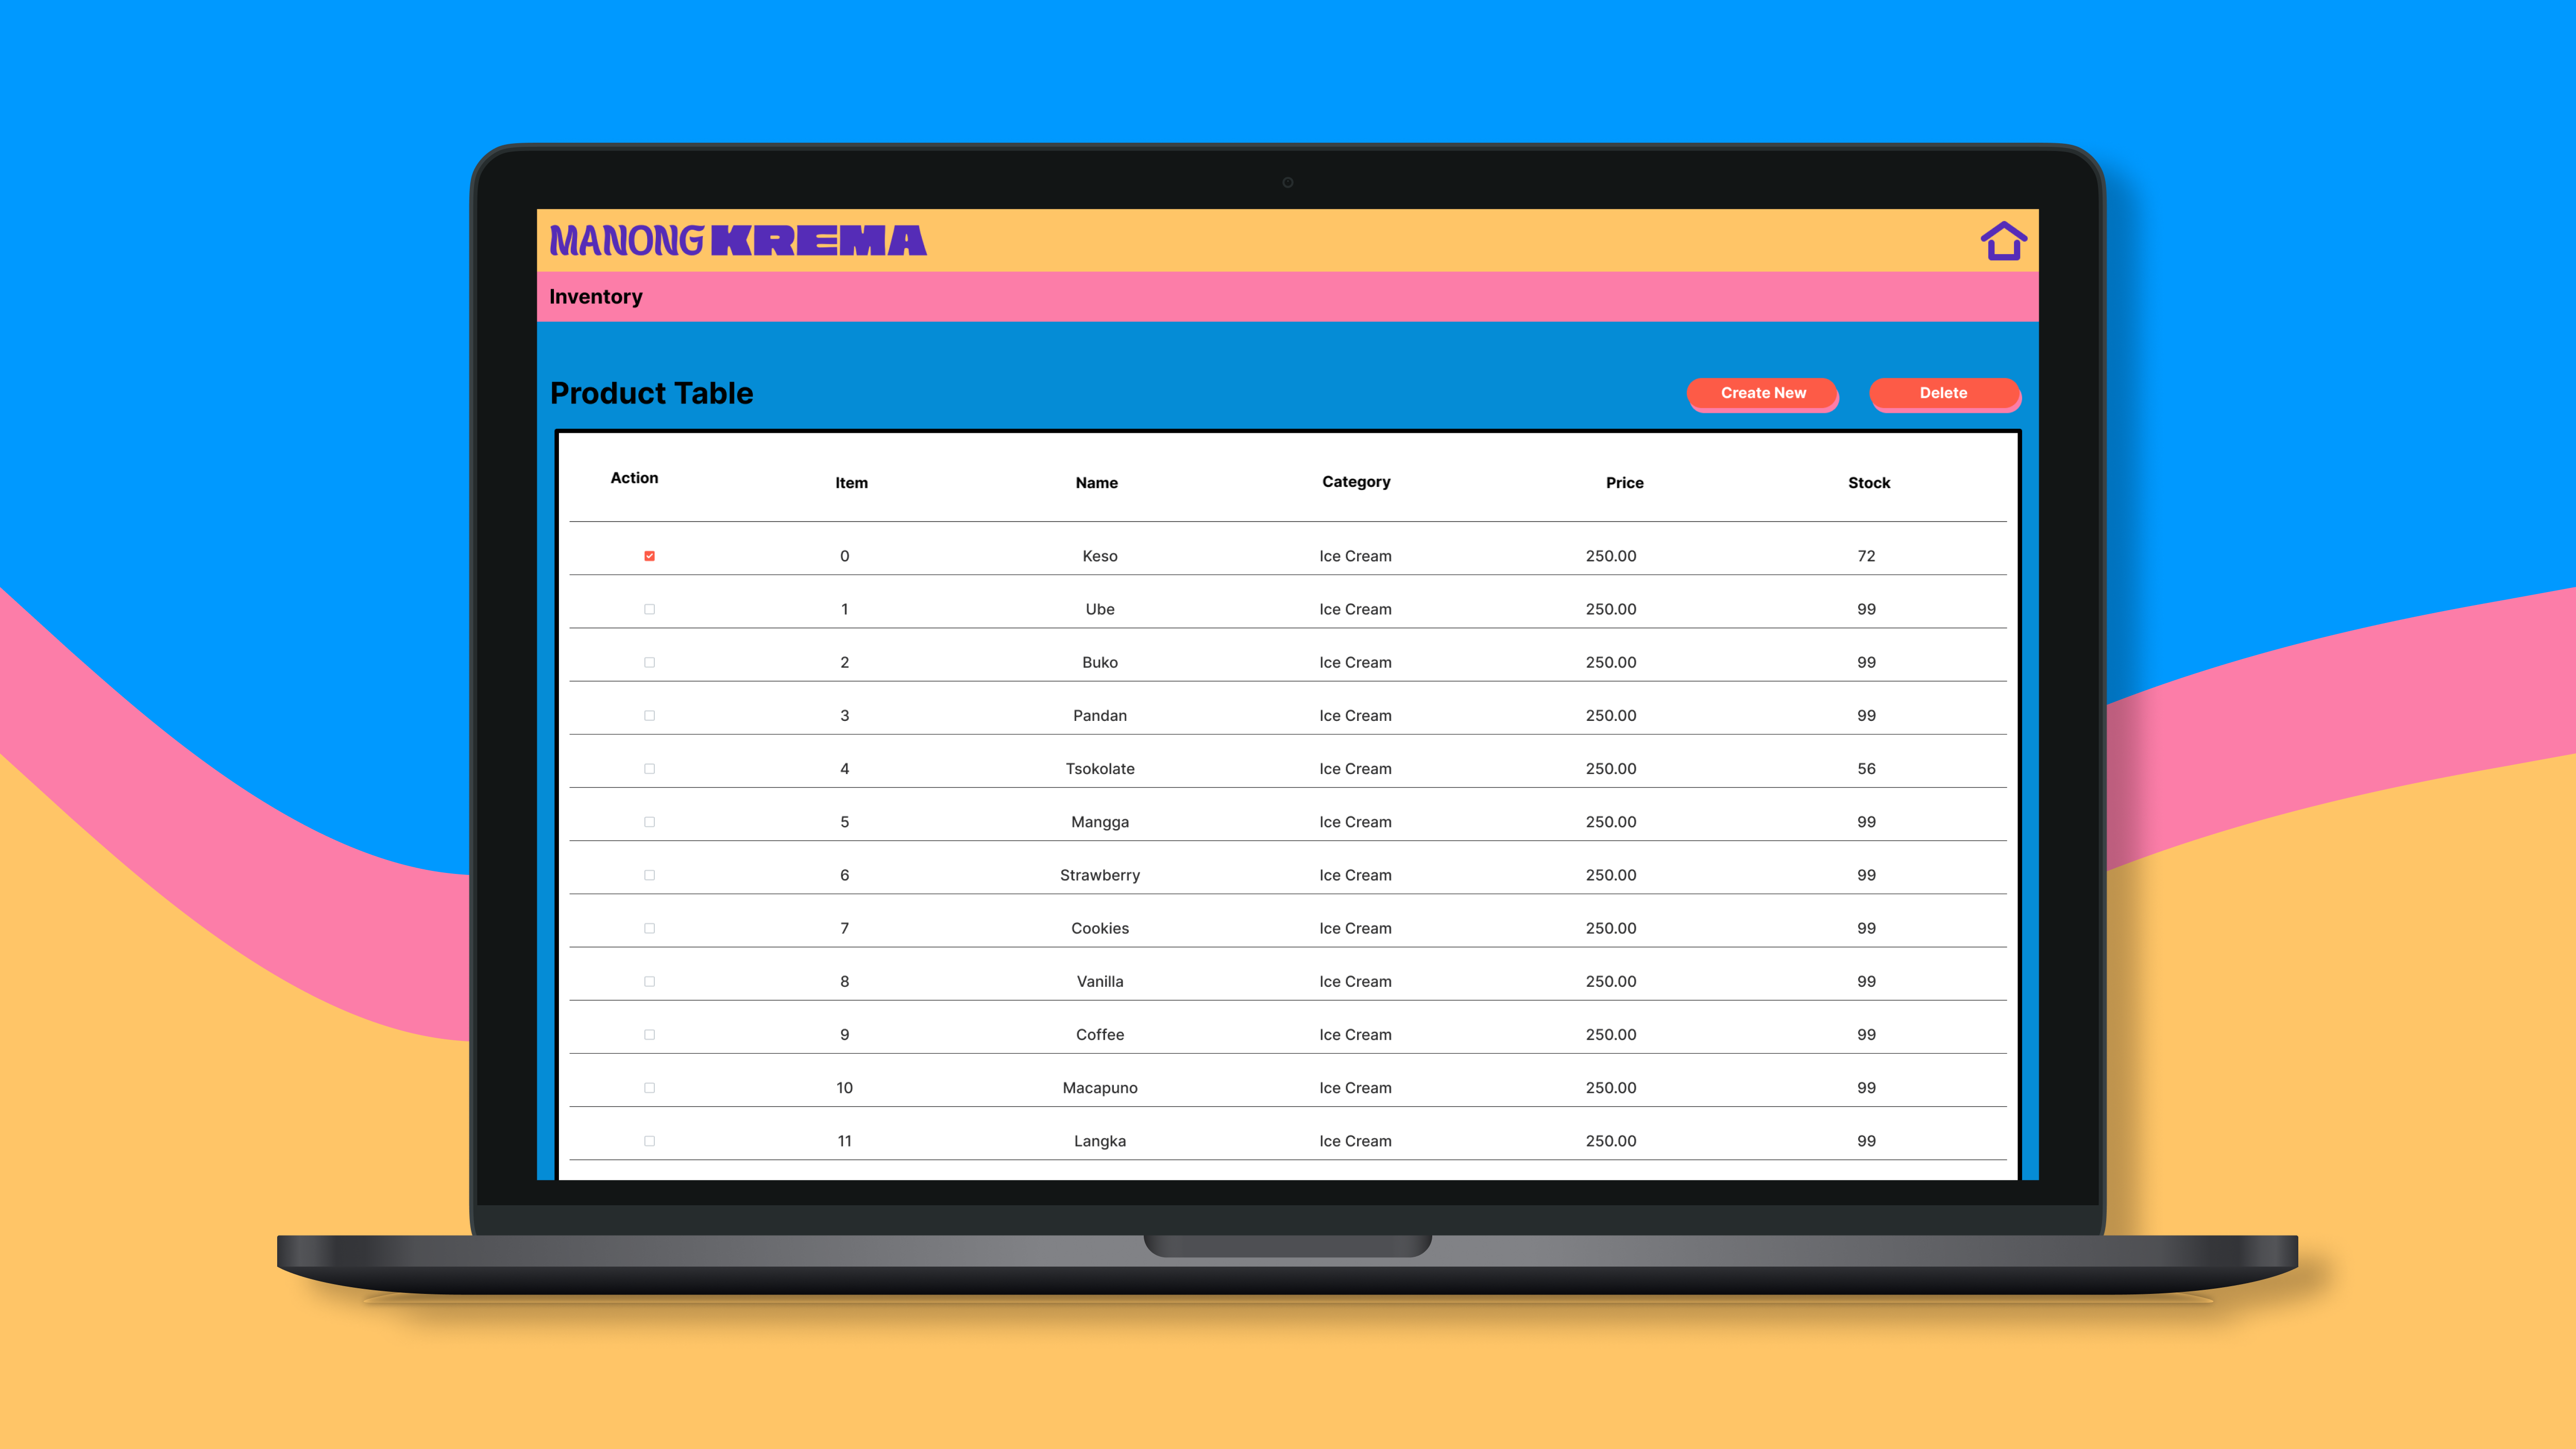 MANONG KREMA
Inventory
Product Table
Create New
Delete
Action Item Name Category Price Stock
0 Keso Ice Cream 250.00 72
1 Ube Ice Cream 250.00 99
2 Buko Ice Cream 250.00 99
3 Pandan Ice Cream 250.00 99
4 Tsokolate Ice Cream 250.00 56
5 Mangga Ice Cream 250.00 99
6 Strawberry Ice Cream 250.00 99
7 Cookies Ice Cream 250.00 99
8 Vanilla Ice Cream 250.00 99
9 Coffee Ice Cream 250.00 99
10 Macapuno Ice Cream 250.00 99
11 Langka Ice Cream 250.00 99